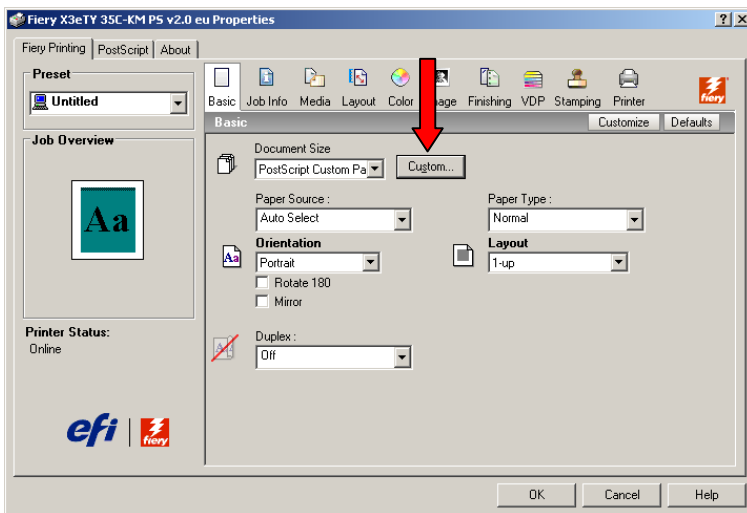 Fiery X3eTY 35C-KM PS v2.0 eu Properties
Fiery Printing PostScript About
Preset
Untitled
Job Overview
Aa
Printer Status:
Online
efi fiery
Basic Job Info Media Layout Color age Finishing VDP Stamping Printer
fiery
Basic Customize Defaults
Document Size
PostScript Custom Pa Custom...
Paper Source : Paper Type :
Auto Select Normal
Orientation Layout
Aa Portrait 1-up
Rotate 180
Mirror
Duplex :
Off
OK Cancel Help